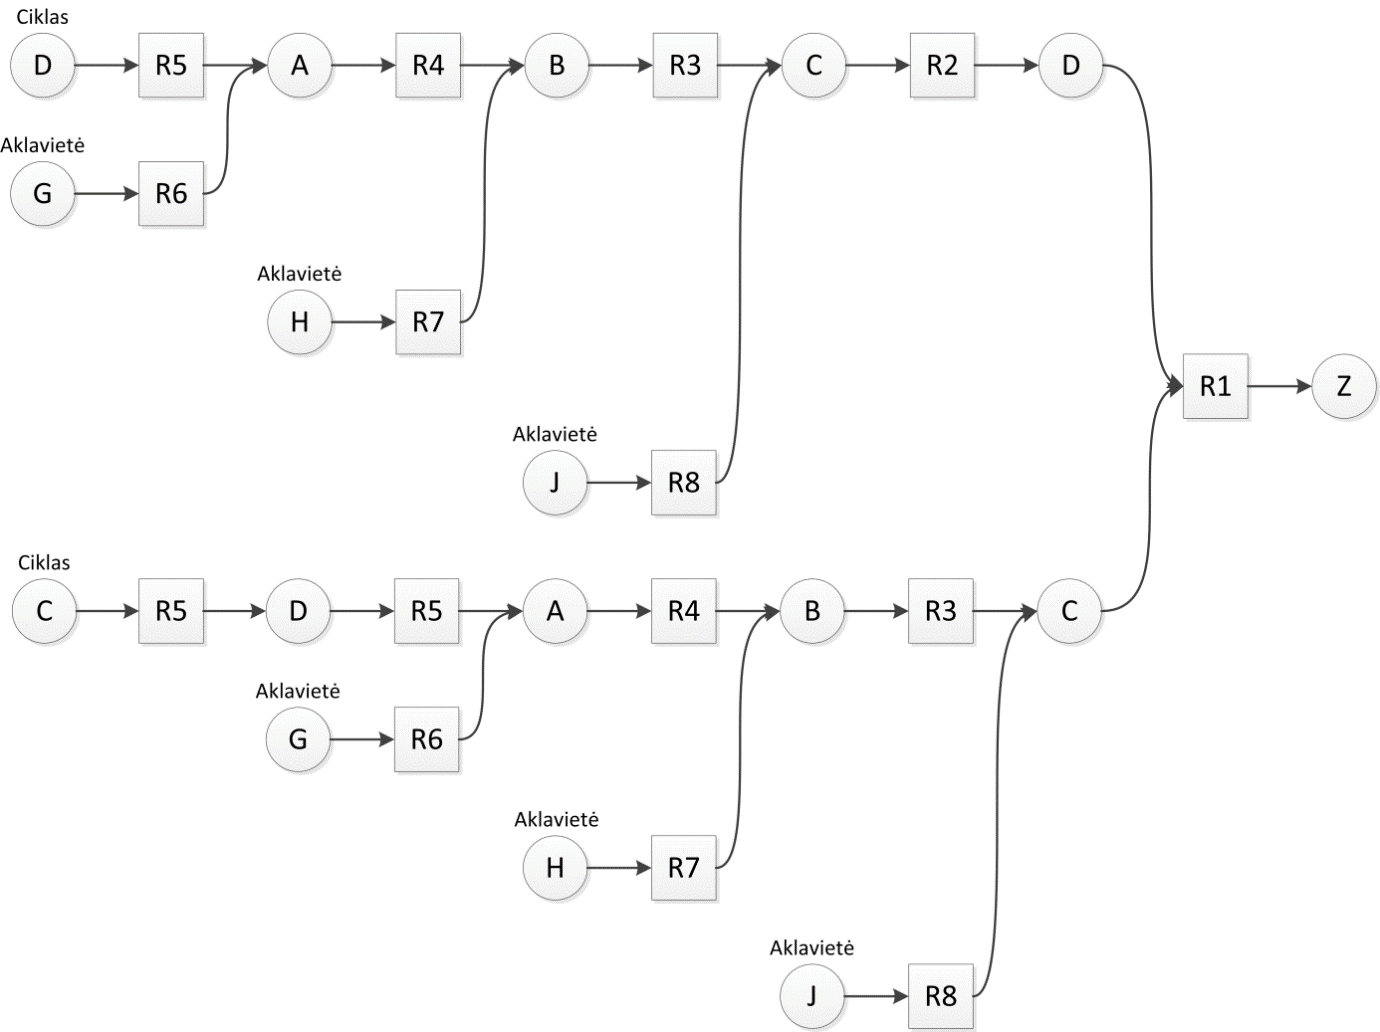 Ciklas
D R5 A R4 B R3 C R2 D
Aklavietė
G R6
Aklavietė
H R7
R1 Z
Aklavietė
J R8
Ciklas
C R5 D R5 A R4 B R3 C
Aklavietė
G R6
Aklavietė
H R7
Aklavietė
J R8